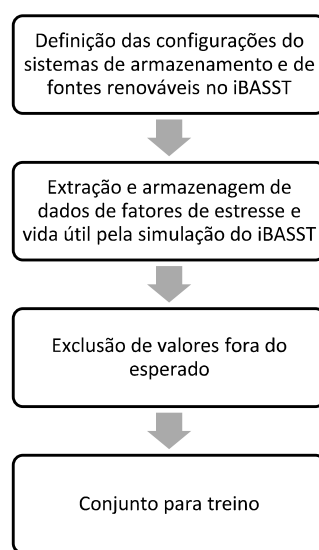 Definição das configurações do
sistemas de armazenamento e de
fontes renováveis no iBASST
Extração e armazenagem de
dados de fatores de estresse e
vida útil pela simulação do iBASST
Exclusão de valores fora do
esperado
Conjunto para treino